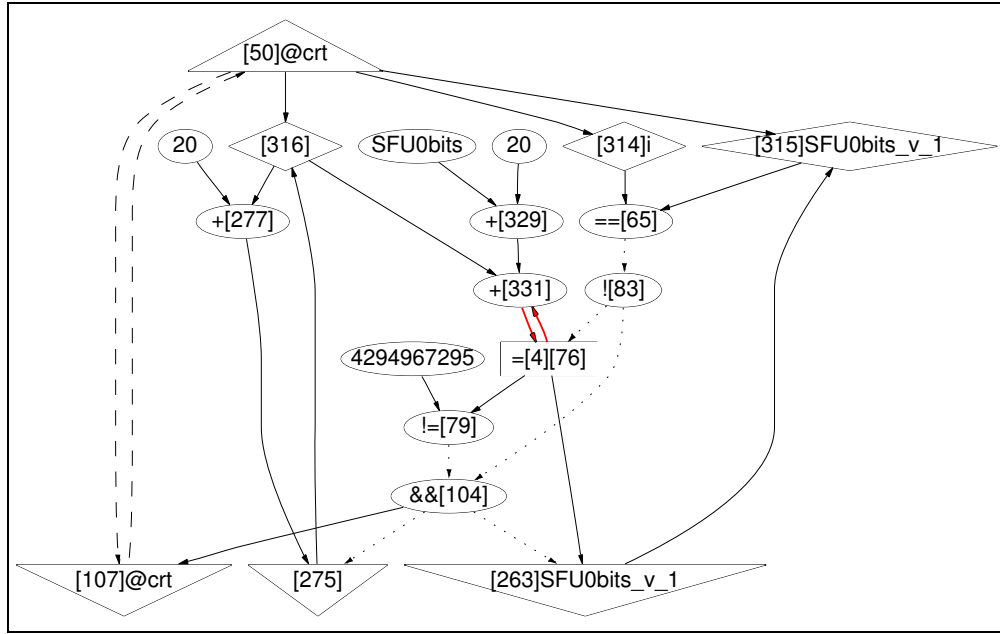 [50]@crt
20
[316]
SFU0bits
20
[314]i
[315]SFU0bits_v_1
+[277]
+[329]
==[65]
+[331]
![83]
4294967295
=[4][76]
!=[79]
&&[104]
[107]@crt
[275]
[263]SFU0bits_v_1